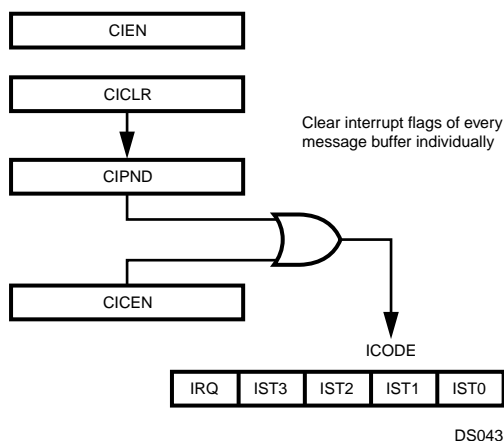 CIEN
CICLR
Clear interrupt flags of every
message buffer individually
CIPND
CICEN
ICODE
IRQ IST3 IST2 IST1 IST0
DS043